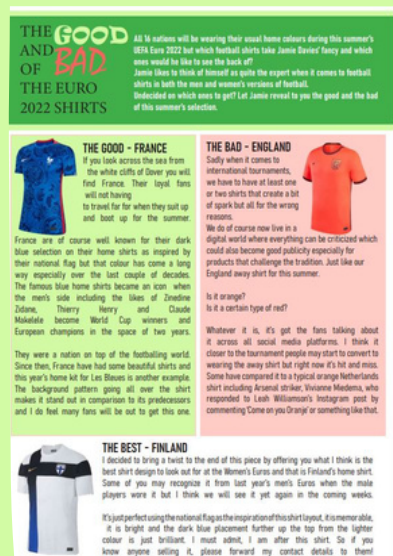 THE GOOD
AND BAD
OF
THE EURO
2022 SHIRTS
All 16 nations will be wearing their usual home colours during this summer's
UEFA Euro 2022 but which football shirts take Jamie Davies' fancy and which
ones would he like to see the back of?
Jamie likes to think of himself as quite the expert when it comes to football
shirts in both the men and women's versions of football.
Undecided on which ones to get? Let Jamie reveal to you the good and the bad
of this summer's selection.
THE GOOD - FRANCE
If you look across the sea from
the white cliffs of Dover you will
find France. Their loyal fans
will not having
to travel far for when they suit up
and boot up for the summer.
France are of course well known for their dark
blue selection on their home shirts as inspired by
their national flag but that colour has come a long
way especially over the last couple of decades.
The famous blue home shirts became an icon when
the men's side including the likes of Zinedine
Zidane, Thierry Henry and Claude
Makelele become World Cup winners and
European champions in the space of two years.
They were a nation on top of the footballing world.
Since then, France have had some beautiful shirts and
this year's home kit for Les Bleues is another example.
The background pattern going all over the shirt
makes it stand out in comparison to its predecessors
and I do feel many fans will be out to get this one.
THE BAD - ENGLAND
Sadly when it comes to
international tournaments,
we have to have at least one
or two shirts that create a bit
of spark but all for the wrong
reasons.
We do of course now live in a
digital world where everything can be criticized which
could also become good publicity especially for
products that challenge the tradition. Just like our
England away shirt for this summer.
Is it orange?
Is it a certain type of red?
Whatever it is, it's got the fans talking about
it across all social media platforms. I think it
closer to the tournament people may start to convert to
wearing the away shirt but right now it's hit and miss.
Some have compared it to a typical orange Netherlands
shirt including Arsenal striker, Vivianne Miedema, who
responded to Leah Williamson's Instagram post by
commenting 'Come on you Oranje' or something like that.
THE BEST - FINLAND
I decided to bring a twist to the end of this piece by offering you what I think is the
best shirt design to look out for at the Women's Euros and that is Finland's home shirt.
Some of you may recognize it from last year's men's Euros when the male
players wore it but I think we will see it yet again in the coming weeks.
It's just perfect using the national flag as the inspiration of this shirt layout, it is memorable,
it is bright and the dark blue placement further up the top from the lighter
colour is just brilliant. I must admit, I am after this shirt. So if you
know anyone selling it, please forward my contact details to them!